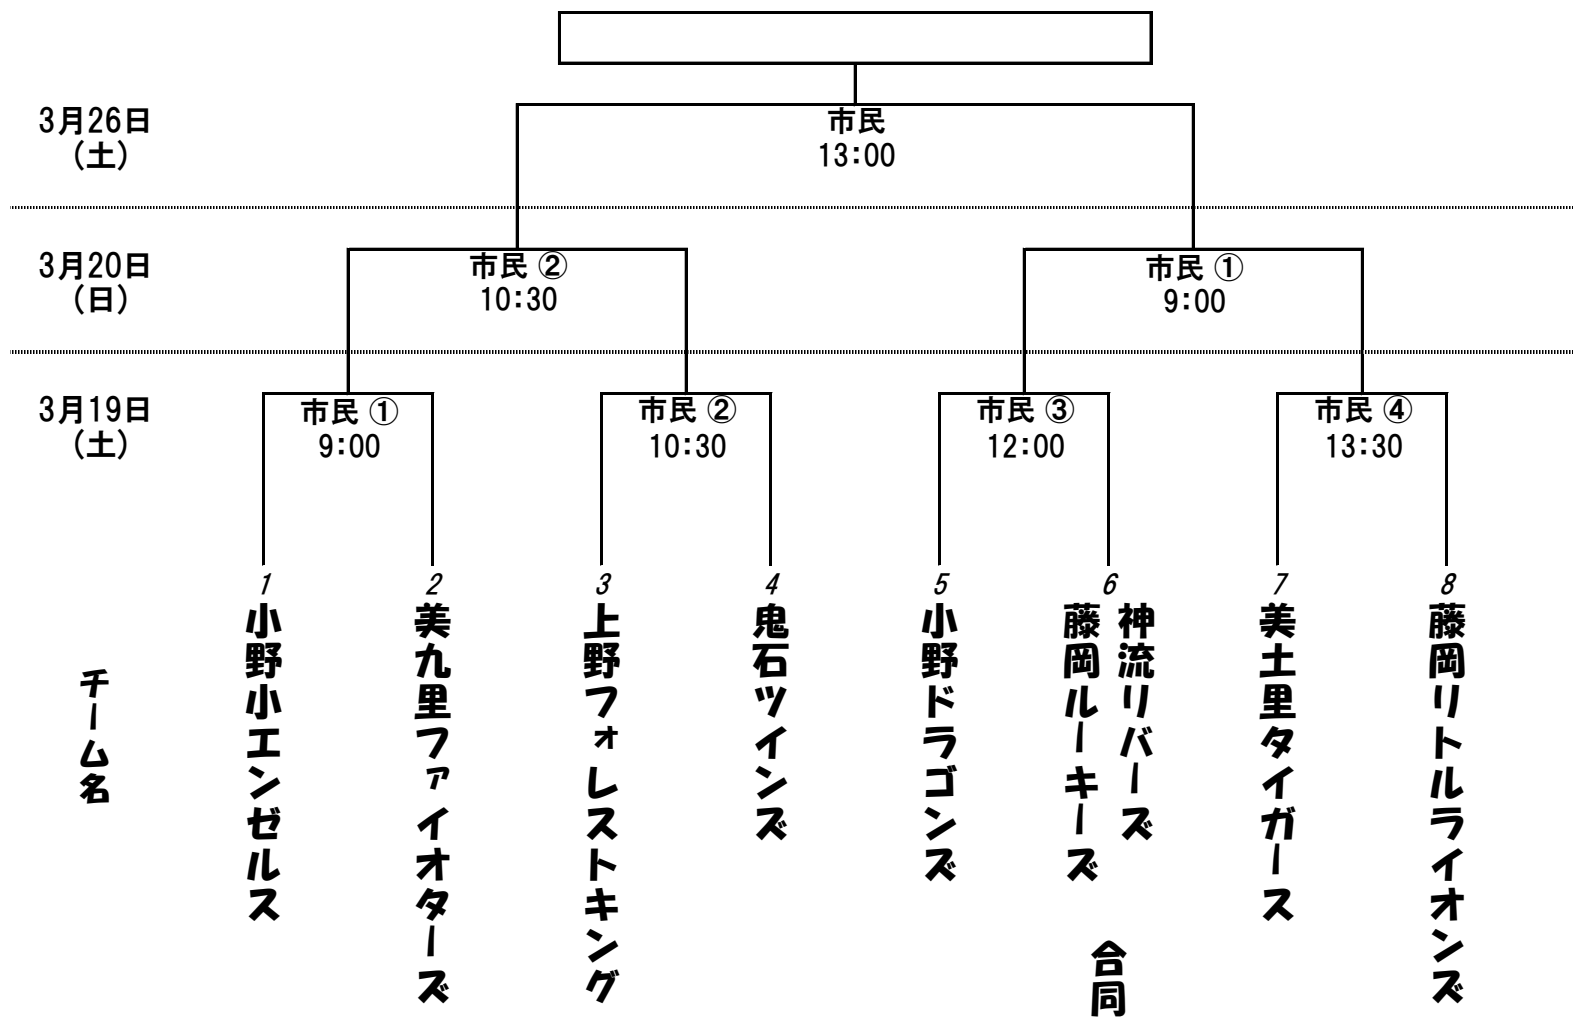 3月26日
(土)
市民
13:00
3月20日
(日)
市民 ②
10:30
市民 ①
9:00
3月19日
(土)
市民 ①
9:00
市民 ②
10:30
市民 ③
12:00
市民 ④
13:30
1
2
3
4
5
6
7
8
チーム名
小野小エンゼルス
美九里ファイオターズ
上野フォレストキング
鬼石ツインズ
小野ドラゴンズ
神流リバーズ
藤岡ルーキーズ
合同
美土里タイガース
藤岡リトルライオンズ